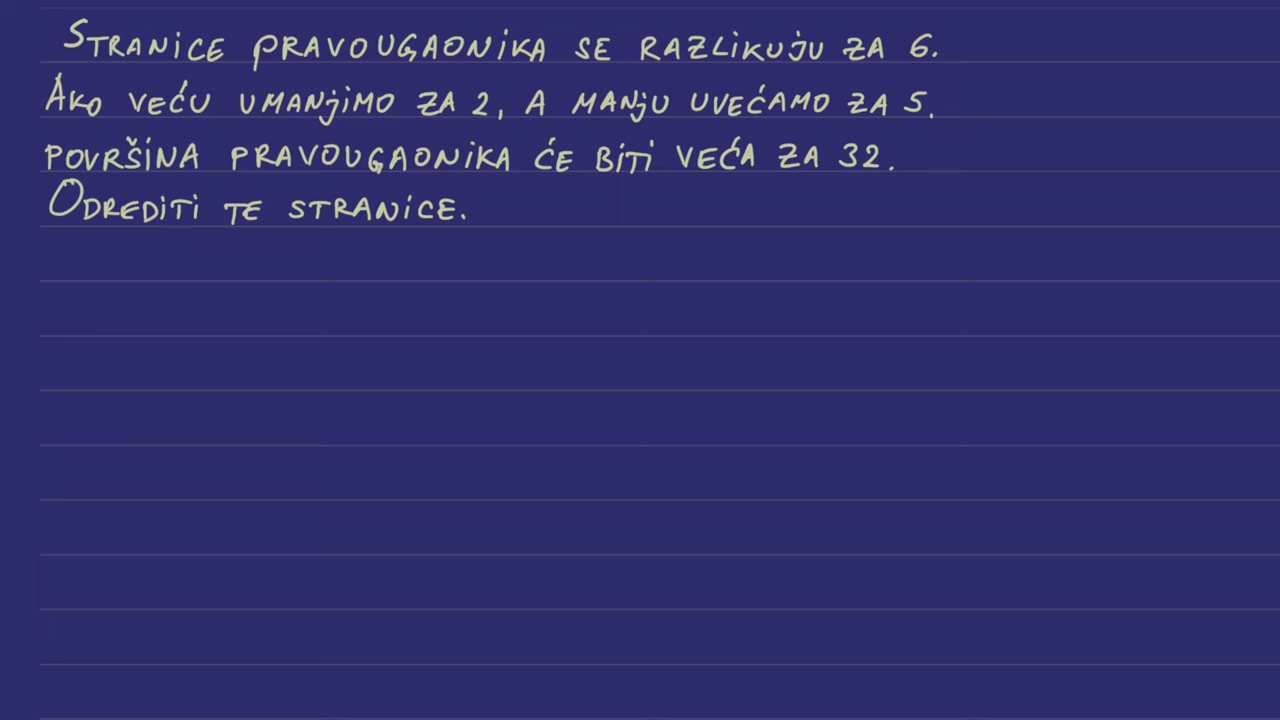 STRANICE PRAVOUGAONIKA SE RAZLIKUJU ZA 6.
AKO VEĆU UMANJIMO ZA 2, A MANJU UVEĆAMO ZA 5.
POVRŠINA PRAVOUGAONIKA ĆE BITI VEĆA ZA 32.
ODREDITI TE STRANICE.